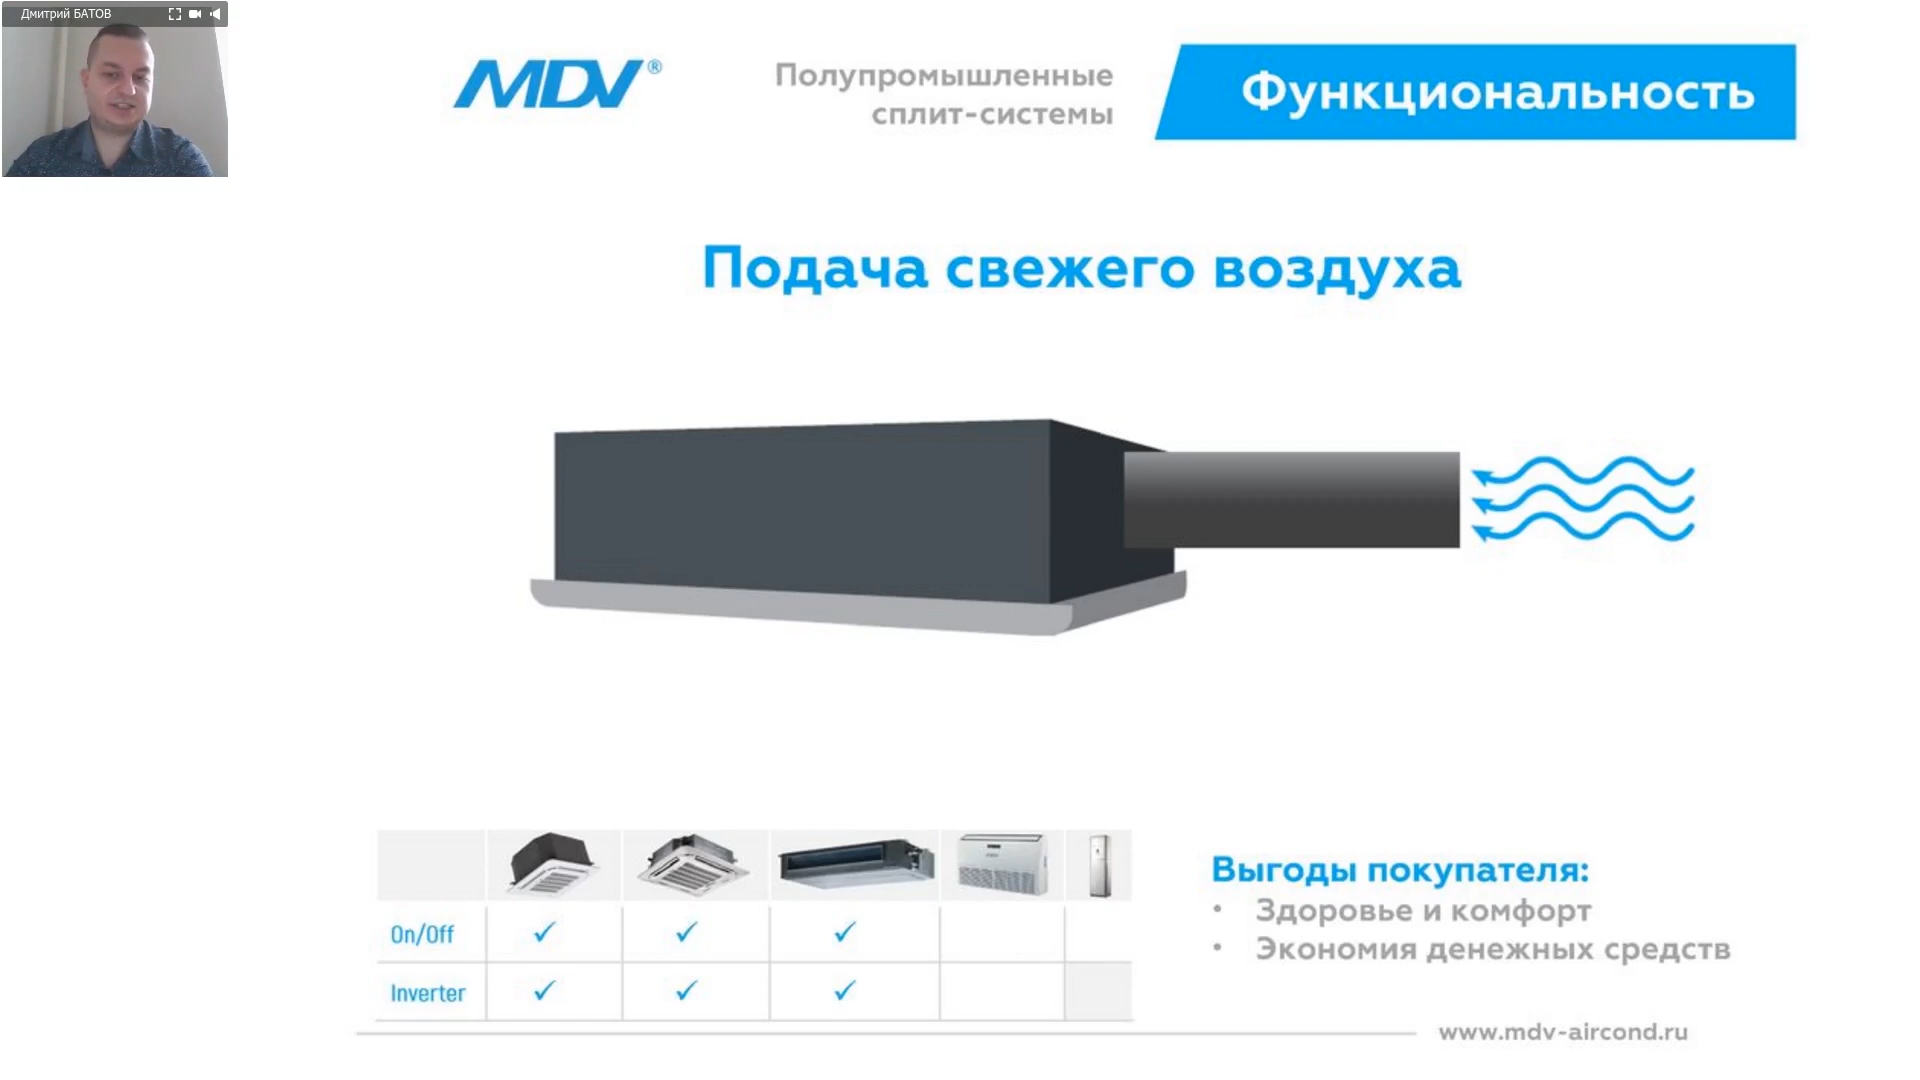 Дмитрий БАТОВ
MDV®
Полупромышленные
сплит-системы
Функциональность
Подача свежего воздуха
On/Off ✓ ✓ ✓
Inverter ✓ ✓ ✓
Выгоды покупателя:
• Здоровье и комфорт
• Экономия денежных средств
www.mdv-aircond.ru